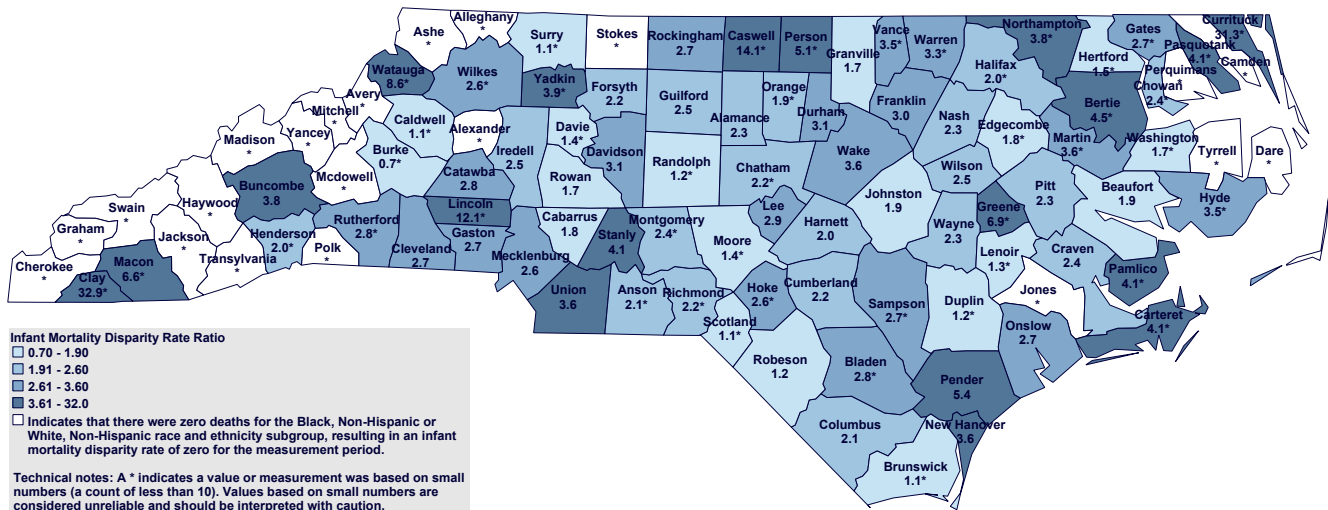 Ashe
*
Alleghany
*
Surry
1.1*
Stokes
*
Rockingham
2.7
Caswell
14.1*
Person
5.1*
Granville
1.7
Vance
3.5*
Warren
3.3*
Northampton
3.8*
Hertford
1.5*
Gates
2.7*
Currituck
31.3*
Pasquotank
4.1*
Camden
*
Perquimans
*
Chowan
2.4*
Halifax
2.0*
Bertie
4.5*
Watauga
8.6*
Wilkes
2.6*
Yadkin
3.9*
Forsyth
2.2
Guilford
2.5
Alamance
2.3
Orange
1.9*
Durham
3.1
Franklin
3.0
Nash
2.3
Edgecombe
1.8*
Martin
3.6*
Washington
1.7*
Tyrrell
*
Dare
*
Avery
*
Mitchell
*
Yancey
*
Madison
*
Caldwell
1.1*
Alexander
*
Davie
1.4*
Iredell
2.5
Davidson
3.1
Randolph
1.2*
Chatham
2.2*
Wake
3.6
Wilson
2.5
Pitt
2.3
Beaufort
1.9
Hyde
3.5*
Burke
0.7*
Mcdowell
*
Catawba
2.8
Rowan
1.7
Buncombe
3.8
Haywood
*
Swain
*
Graham
*
Jackson
*
Cherokee
*
Clay
32.9*
Macon
6.6*
Transylvania
*
Henderson
2.0*
Polk
*
Rutherford
2.8*
Cleveland
2.7
Lincoln
12.1*
Gaston
2.7
Mecklenburg
2.6
Cabarrus
1.8
Stanly
4.1
Montgomery
2.4*
Moore
1.4*
Lee
2.9
Harnett
2.0
Johnston
1.9
Wayne
2.3
Greene
6.9*
Lenoir
1.3*
Craven
2.4
Pamlico
4.1*
Jones
*
Carteret
4.1*
Onslow
2.7
Duplin
1.2*
Sampson
2.7*
Cumberland
2.2
Hoke
2.6*
Scotland
1.1*
Richmond
2.2*
Anson
2.1*
Union
3.6
Robeson
1.2
Bladen
2.8*
Pender
5.4
New Hanover
3.6
Columbus
2.1
Brunswick
1.1*
Infant Mortality Disparity Rate Ratio
0.70 - 1.90
1.91 - 2.60
2.61 - 3.60
3.61 - 32.0
Indicates that there were zero deaths for the Black, Non-Hispanic or
White, Non-Hispanic race and ethnicity subgroup, resulting in an infant
mortality disparity rate of zero for the measurement period.
Technical notes: A * indicates a value or measurement was based on small
numbers (a count of less than 10). Values based on small numbers are
considered unreliable and should be interpreted with caution.